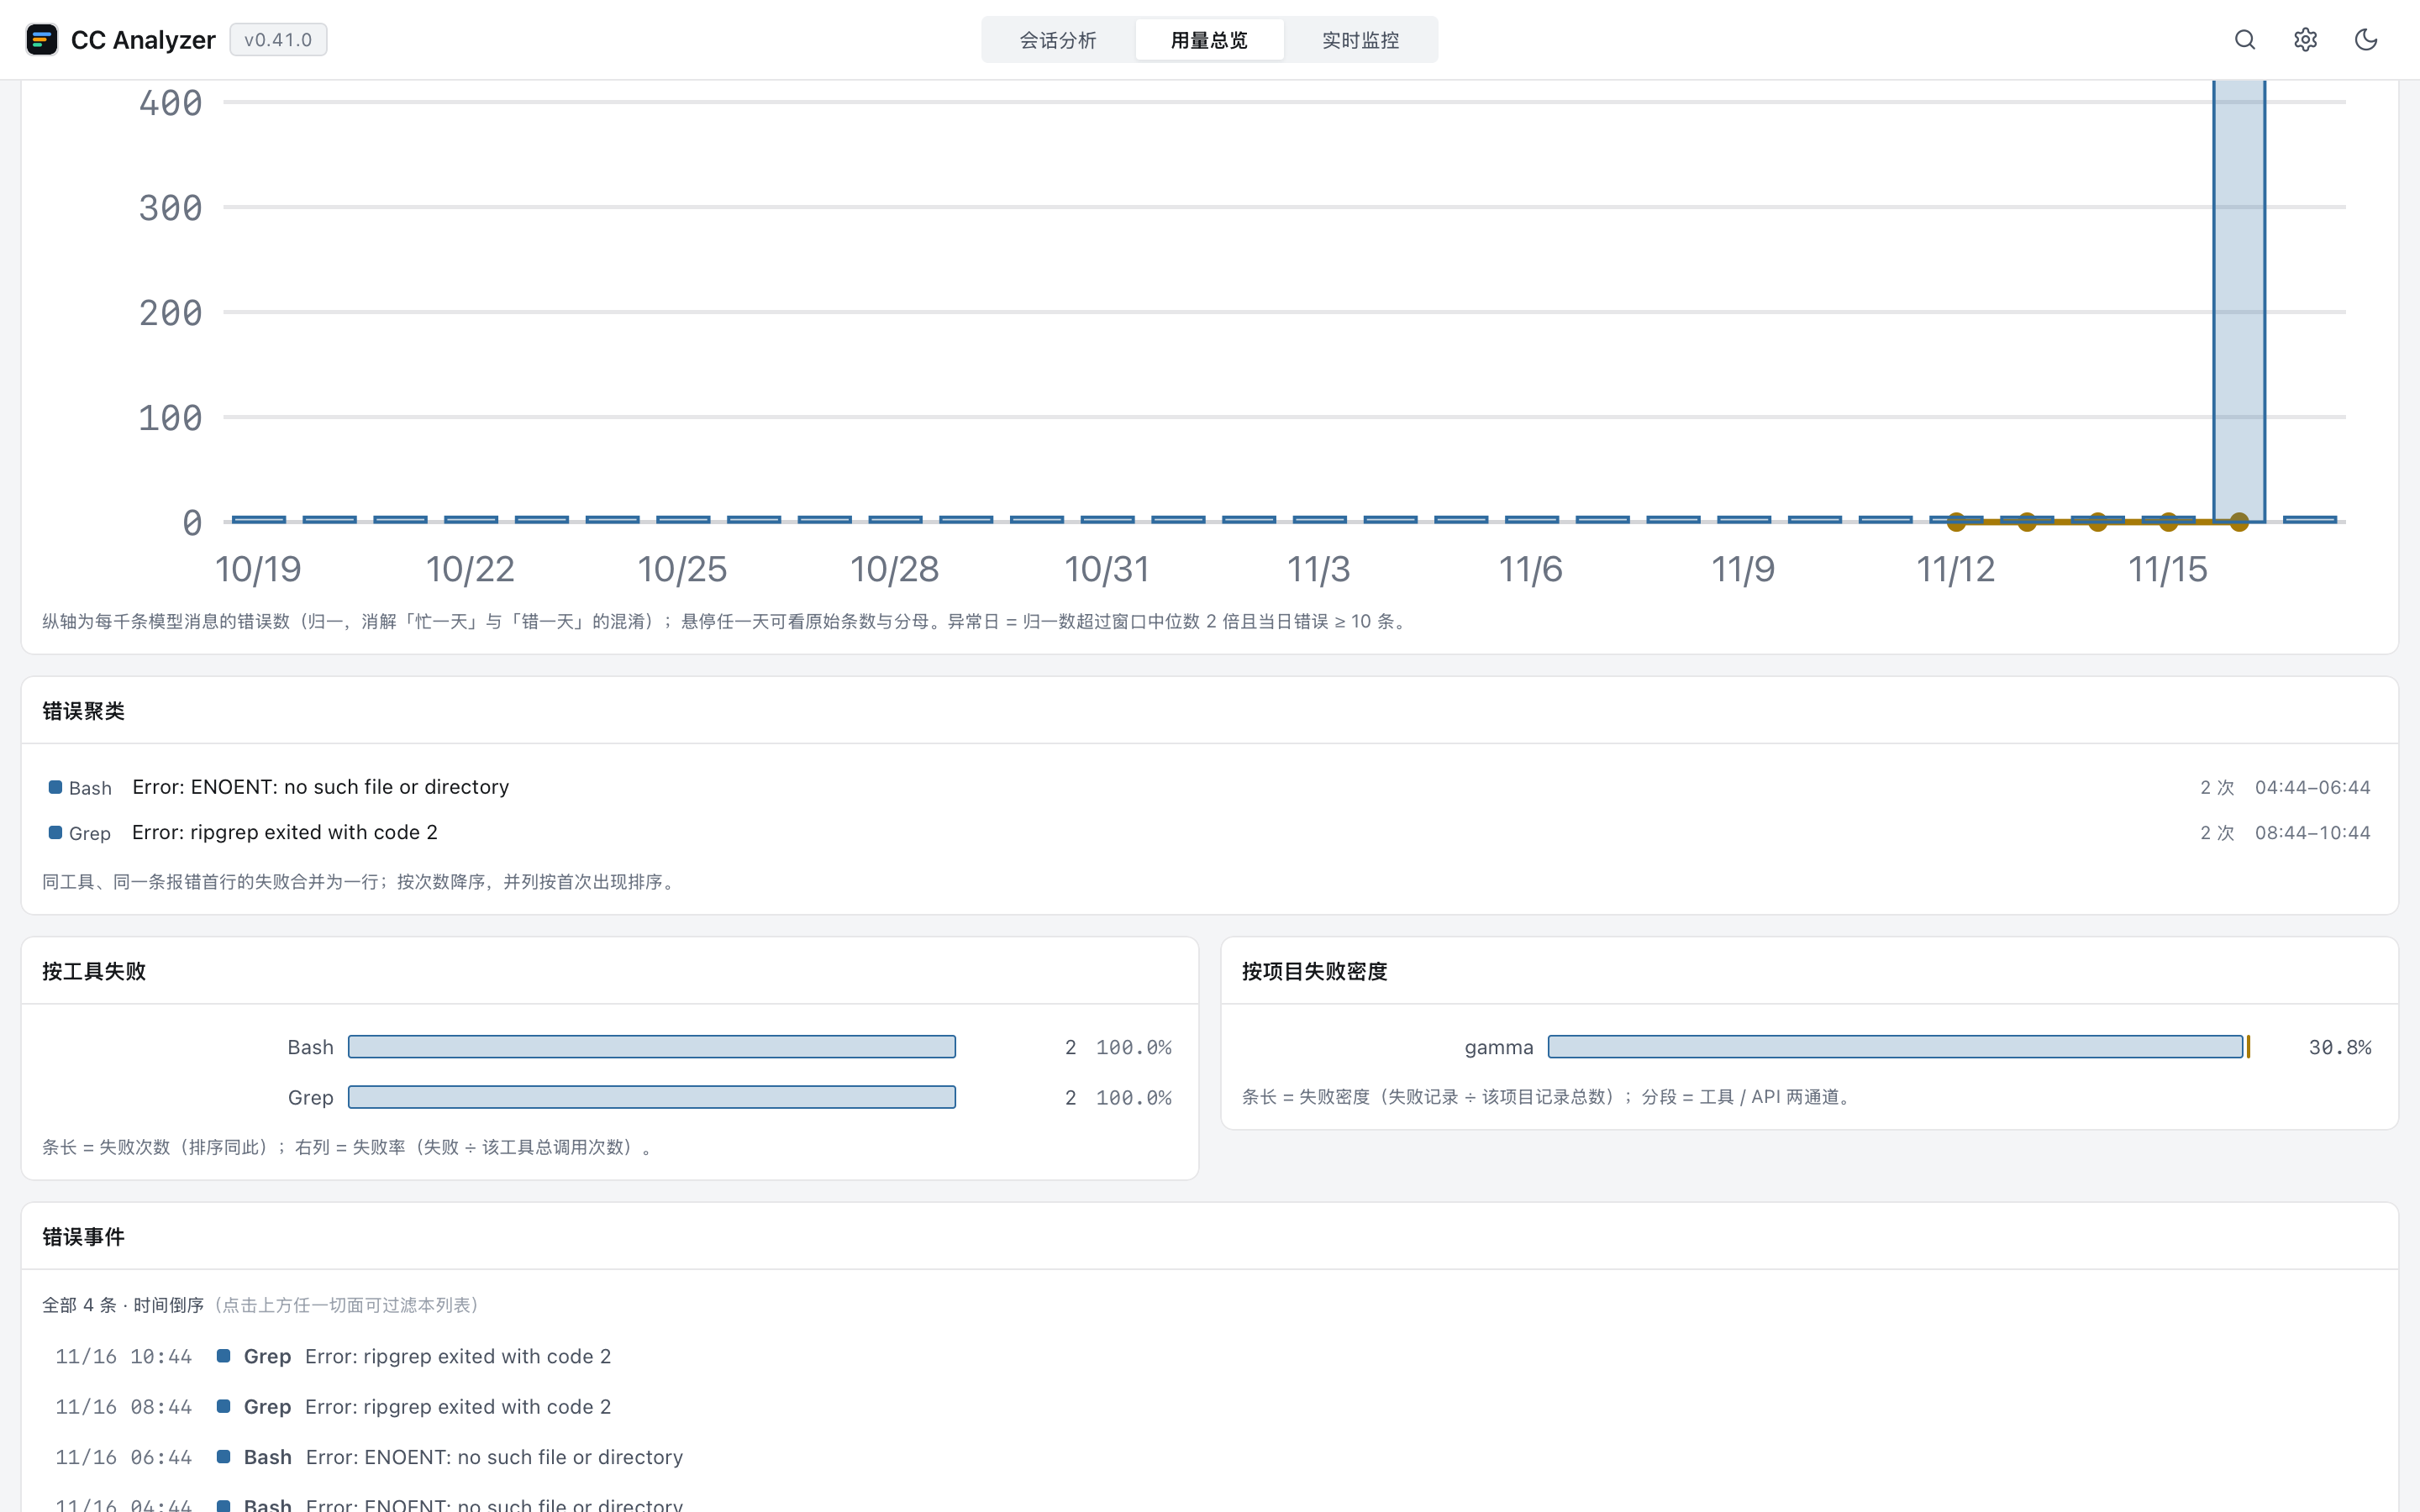 CC Analyzer v0.41.0 会话分析 用量总览 实时监控
400
300
200
100
0
10/19 10/22 10/25 10/28 10/31 11/3 11/6 11/9 11/12 11/15
纵轴为每千条模型消息的错误数（归一，消解「忙一天」与「错一天」的混淆）；悬停任一天可看原始条数与分母。异常日 = 归一数超过窗口中位数 2 倍且当日错误 ≥ 10 条。
错误聚类
Bash Error: ENOENT: no such file or directory 2 次 04:44–06:44
Grep Error: ripgrep exited with code 2 2 次 08:44–10:44
同工具、同一条报错首行的失败合并为一行；按次数降序，并列按首次出现排序。
按工具失败
Bash 2 100.0%
Grep 2 100.0%
条长 = 失败次数（排序同此）；右列 = 失败率（失败 ÷ 该工具总调用次数）。
按项目失败密度
gamma 30.8%
条长 = 失败密度（失败记录 ÷ 该项目记录总数）；分段 = 工具 / API 两通道。
错误事件
全部 4 条 · 时间倒序（点击上方任一切面可过滤本列表）
11/16 10:44 Grep Error: ripgrep exited with code 2
11/16 08:44 Grep Error: ripgrep exited with code 2
11/16 06:44 Bash Error: ENOENT: no such file or directory
11/16 04:44 Bash Error: ENOENT: no such file or directory